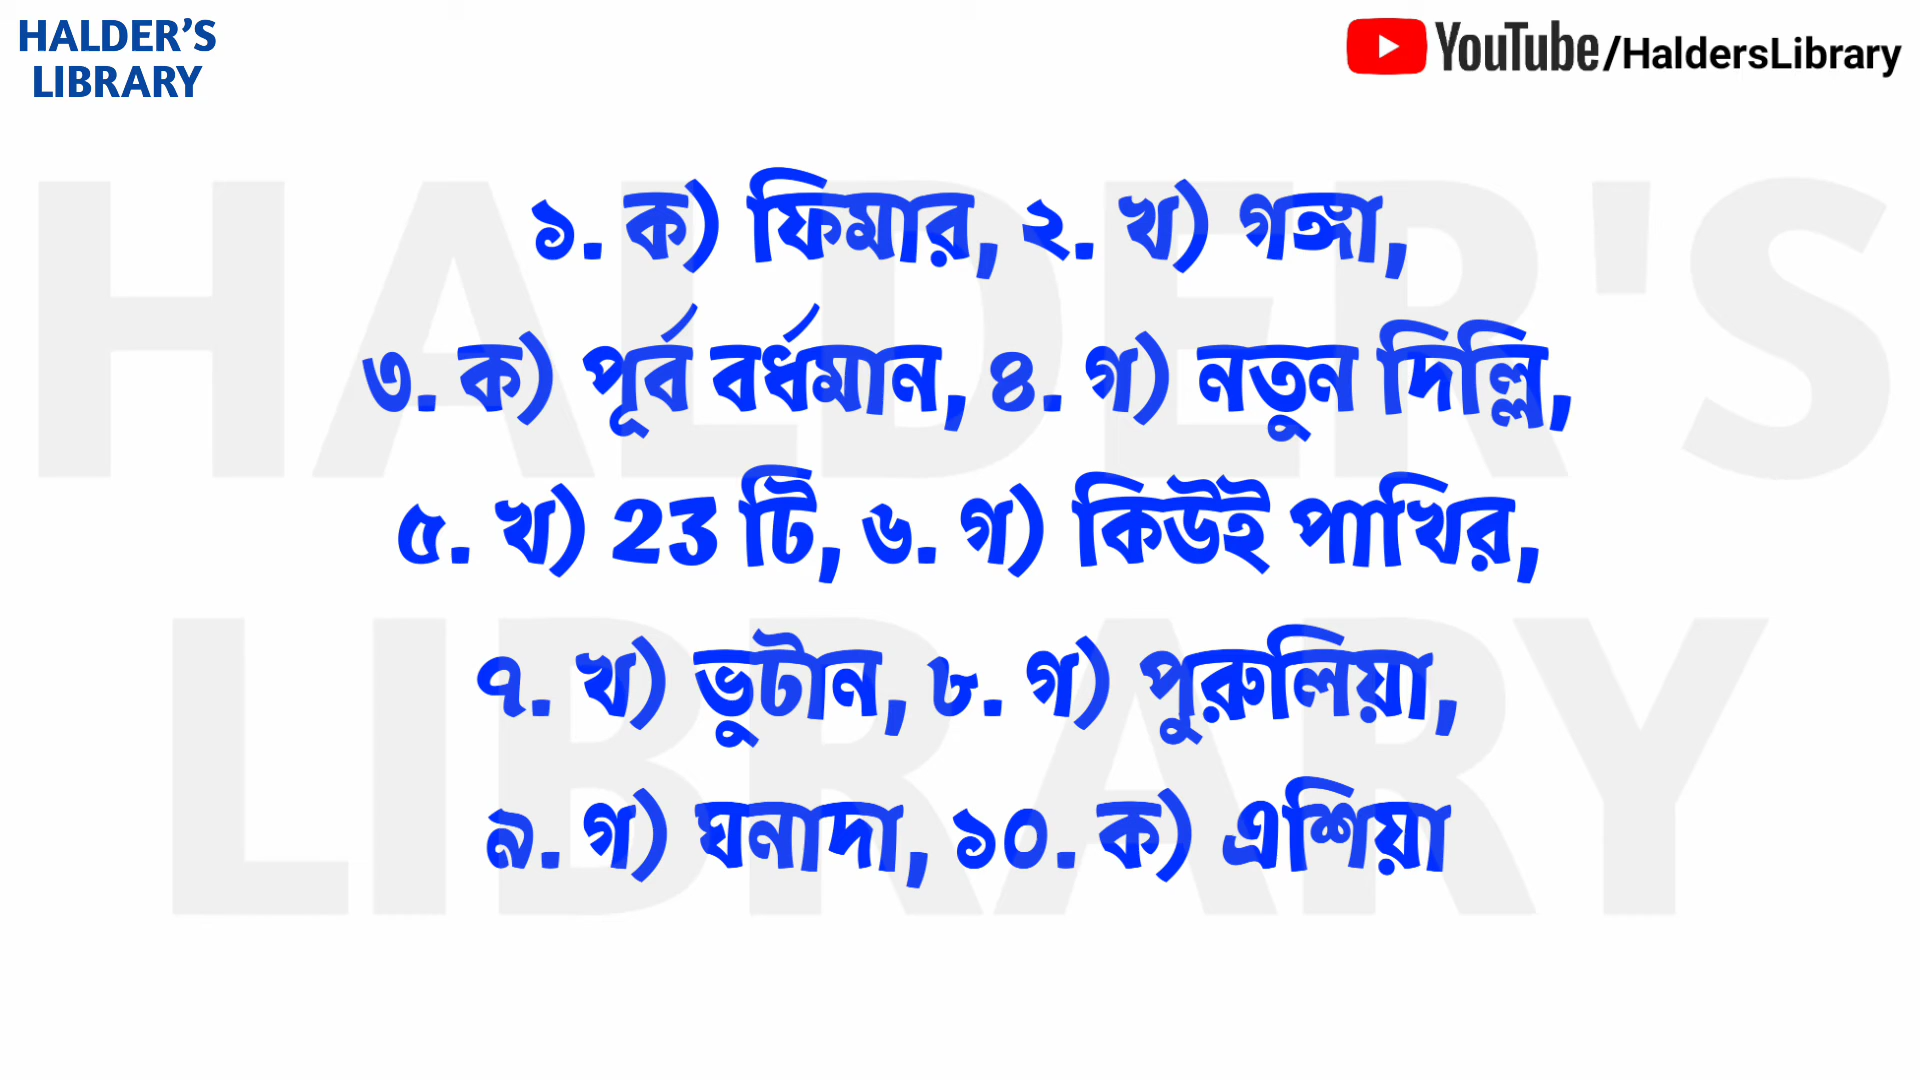 HALDER'S
LIBRARY
YouTube/HaldersLibrary
১. ক) ফিমার, ২. খ) গঙ্গা,
৩. ক) পূর্ব বর্ধমান, ৪. গ) নতুন দিল্লি,
৫. খ) 23 টি, ৬. গ) কিউই পাখির,
৭. খ) ভুটান, ৮. গ) পুরুলিয়া,
৯. গ) ঘনাদা, ১০. ক) এশিয়া
HALDER'S
LIBRARY